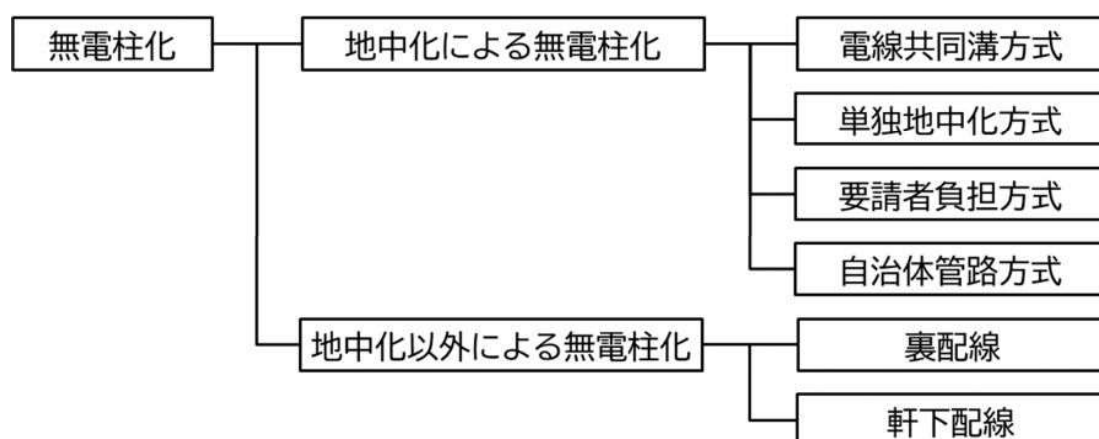 無電柱化
地中化による無電柱化
電線共同溝方式
単独地中化方式
要請者負担方式
自治体管路方式
地中化以外による無電柱化
裏配線
軒下配線